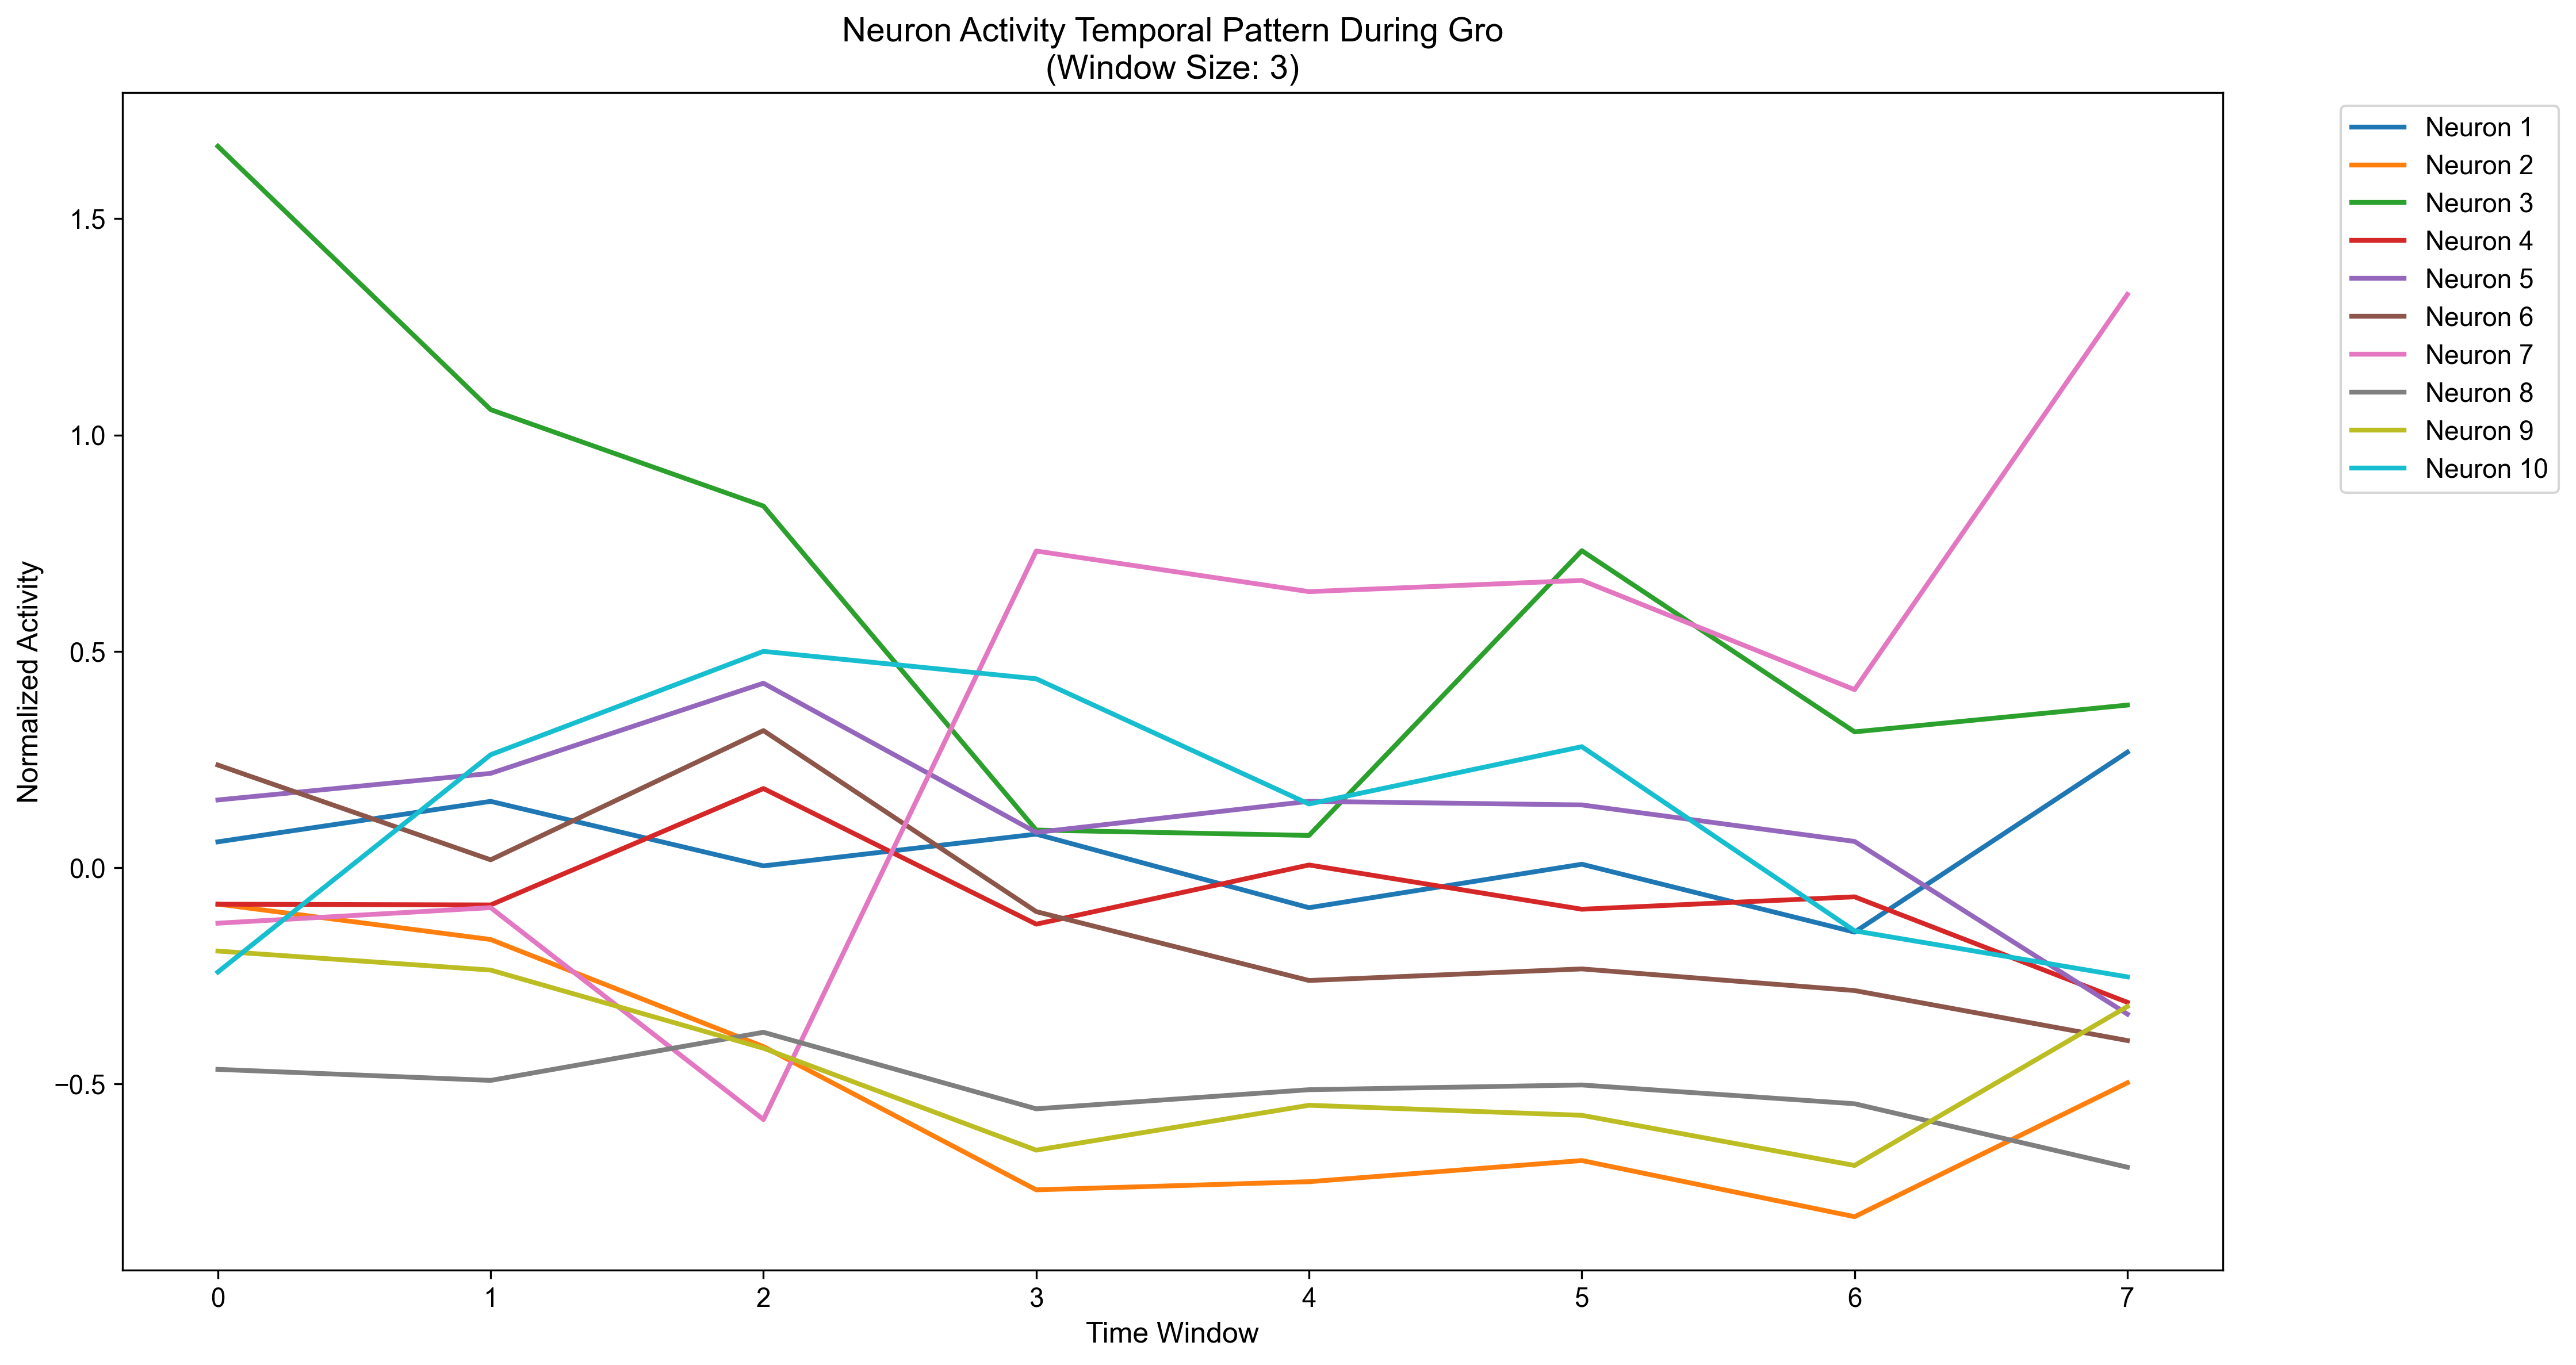 Neuron Activity Temporal Pattern During Gro
(Window Size: 3)
Normalized Activity
1.5
1.0
0.5
0.0
−0.5
0 1 2 3 4 5 6 7
Time Window
Neuron 1
Neuron 2
Neuron 3
Neuron 4
Neuron 5
Neuron 6
Neuron 7
Neuron 8
Neuron 9
Neuron 10